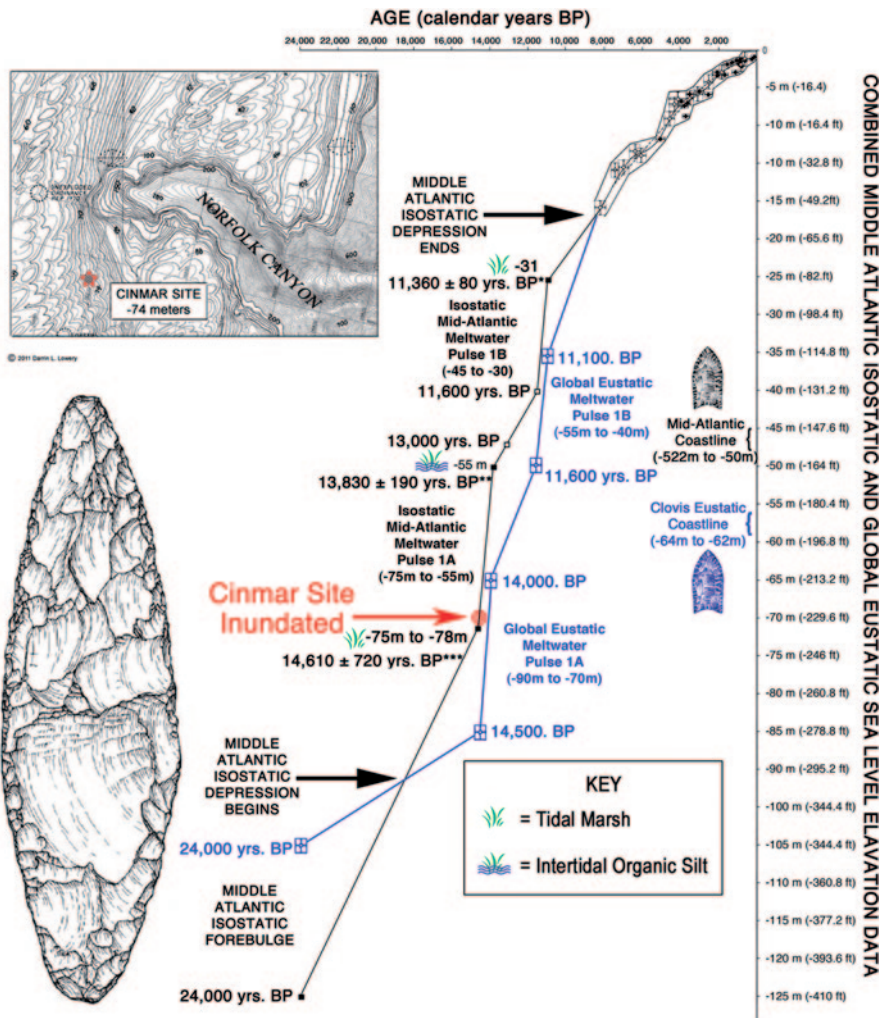 AGE (calendar years BP)
24,000 22,000 20,000 18,000 16,000 14,000 12,000 10,000 8,000 6,000 4,000 2,000 0
NORFOLK CANYON
UNEXPLODED
CINMAR SITE
-74 meters
© 2011 Darrin L. Lowery
MIDDLE
ATLANTIC
ISOSTATIC
DEPRESSION
ENDS
-31
11,360 ± 80 yrs. BP*
Isostatic
Mid-Atlantic
Meltwater
Pulse 1B
(-45 to -30)
11,600 yrs. BP
13,000 yrs. BP
-55 m
13,830 ± 190 yrs. BP**
Isostatic
Mid-Atlantic
Meltwater
Pulse 1A
(-75m to -55m)
Cinmar Site
Inundated
-75m to -78m
14,610 ± 720 yrs. BP***
MIDDLE
ATLANTIC
ISOSTATIC
DEPRESSION
BEGINS
24,000 yrs. BP
MIDDLE
ATLANTIC
ISOSTATIC
FOREBULGE
24,000 yrs. BP
11,100. BP
Global Eustatic
Meltwater
Pulse 1B
(-55m to -40m)
11,600 yrs. BP
14,000. BP
Global Eustatic
Meltwater
Pulse 1A
(-90m to -70m)
14,500. BP
Mid-Atlantic
Coastline
(-522m to -50m)
Clovis Eustatic
Coastline
(-64m to -62m)
KEY
= Tidal Marsh
= Intertidal Organic Silt
-5 m (-16.4)
-10 m (-16.4 ft)
-10 m (-32.8 ft)
-15 m (-49.2ft)
-20 m (-65.6 ft)
-25 m (-82. ft)
-30 m (-98.4 ft)
-35 m (-114.8 ft)
-40 m (-131.2 ft)
-45 m (-147.6 ft)
-50 m (-164 ft)
-55 m (-180.4 ft)
-60 m (-196.8 ft)
-65 m (-213.2 ft)
-70 m (-229.6 ft)
-75 m (-246 ft)
-80 m (-260.8 ft)
-85 m (-278.8 ft)
-90 m (-295.2 ft)
-100 m (-344.4 ft)
-105 m (-344.4 ft)
-110 m (-360.8 ft)
-115 m (-377.2 ft)
-120 m (-393.6 ft)
-125 m (-410 ft)
COMBINED MIDDLE ATLANTIC ISOSTATIC AND GLOBAL EUSTATIC SEA LEVEL ELAVATION DATA